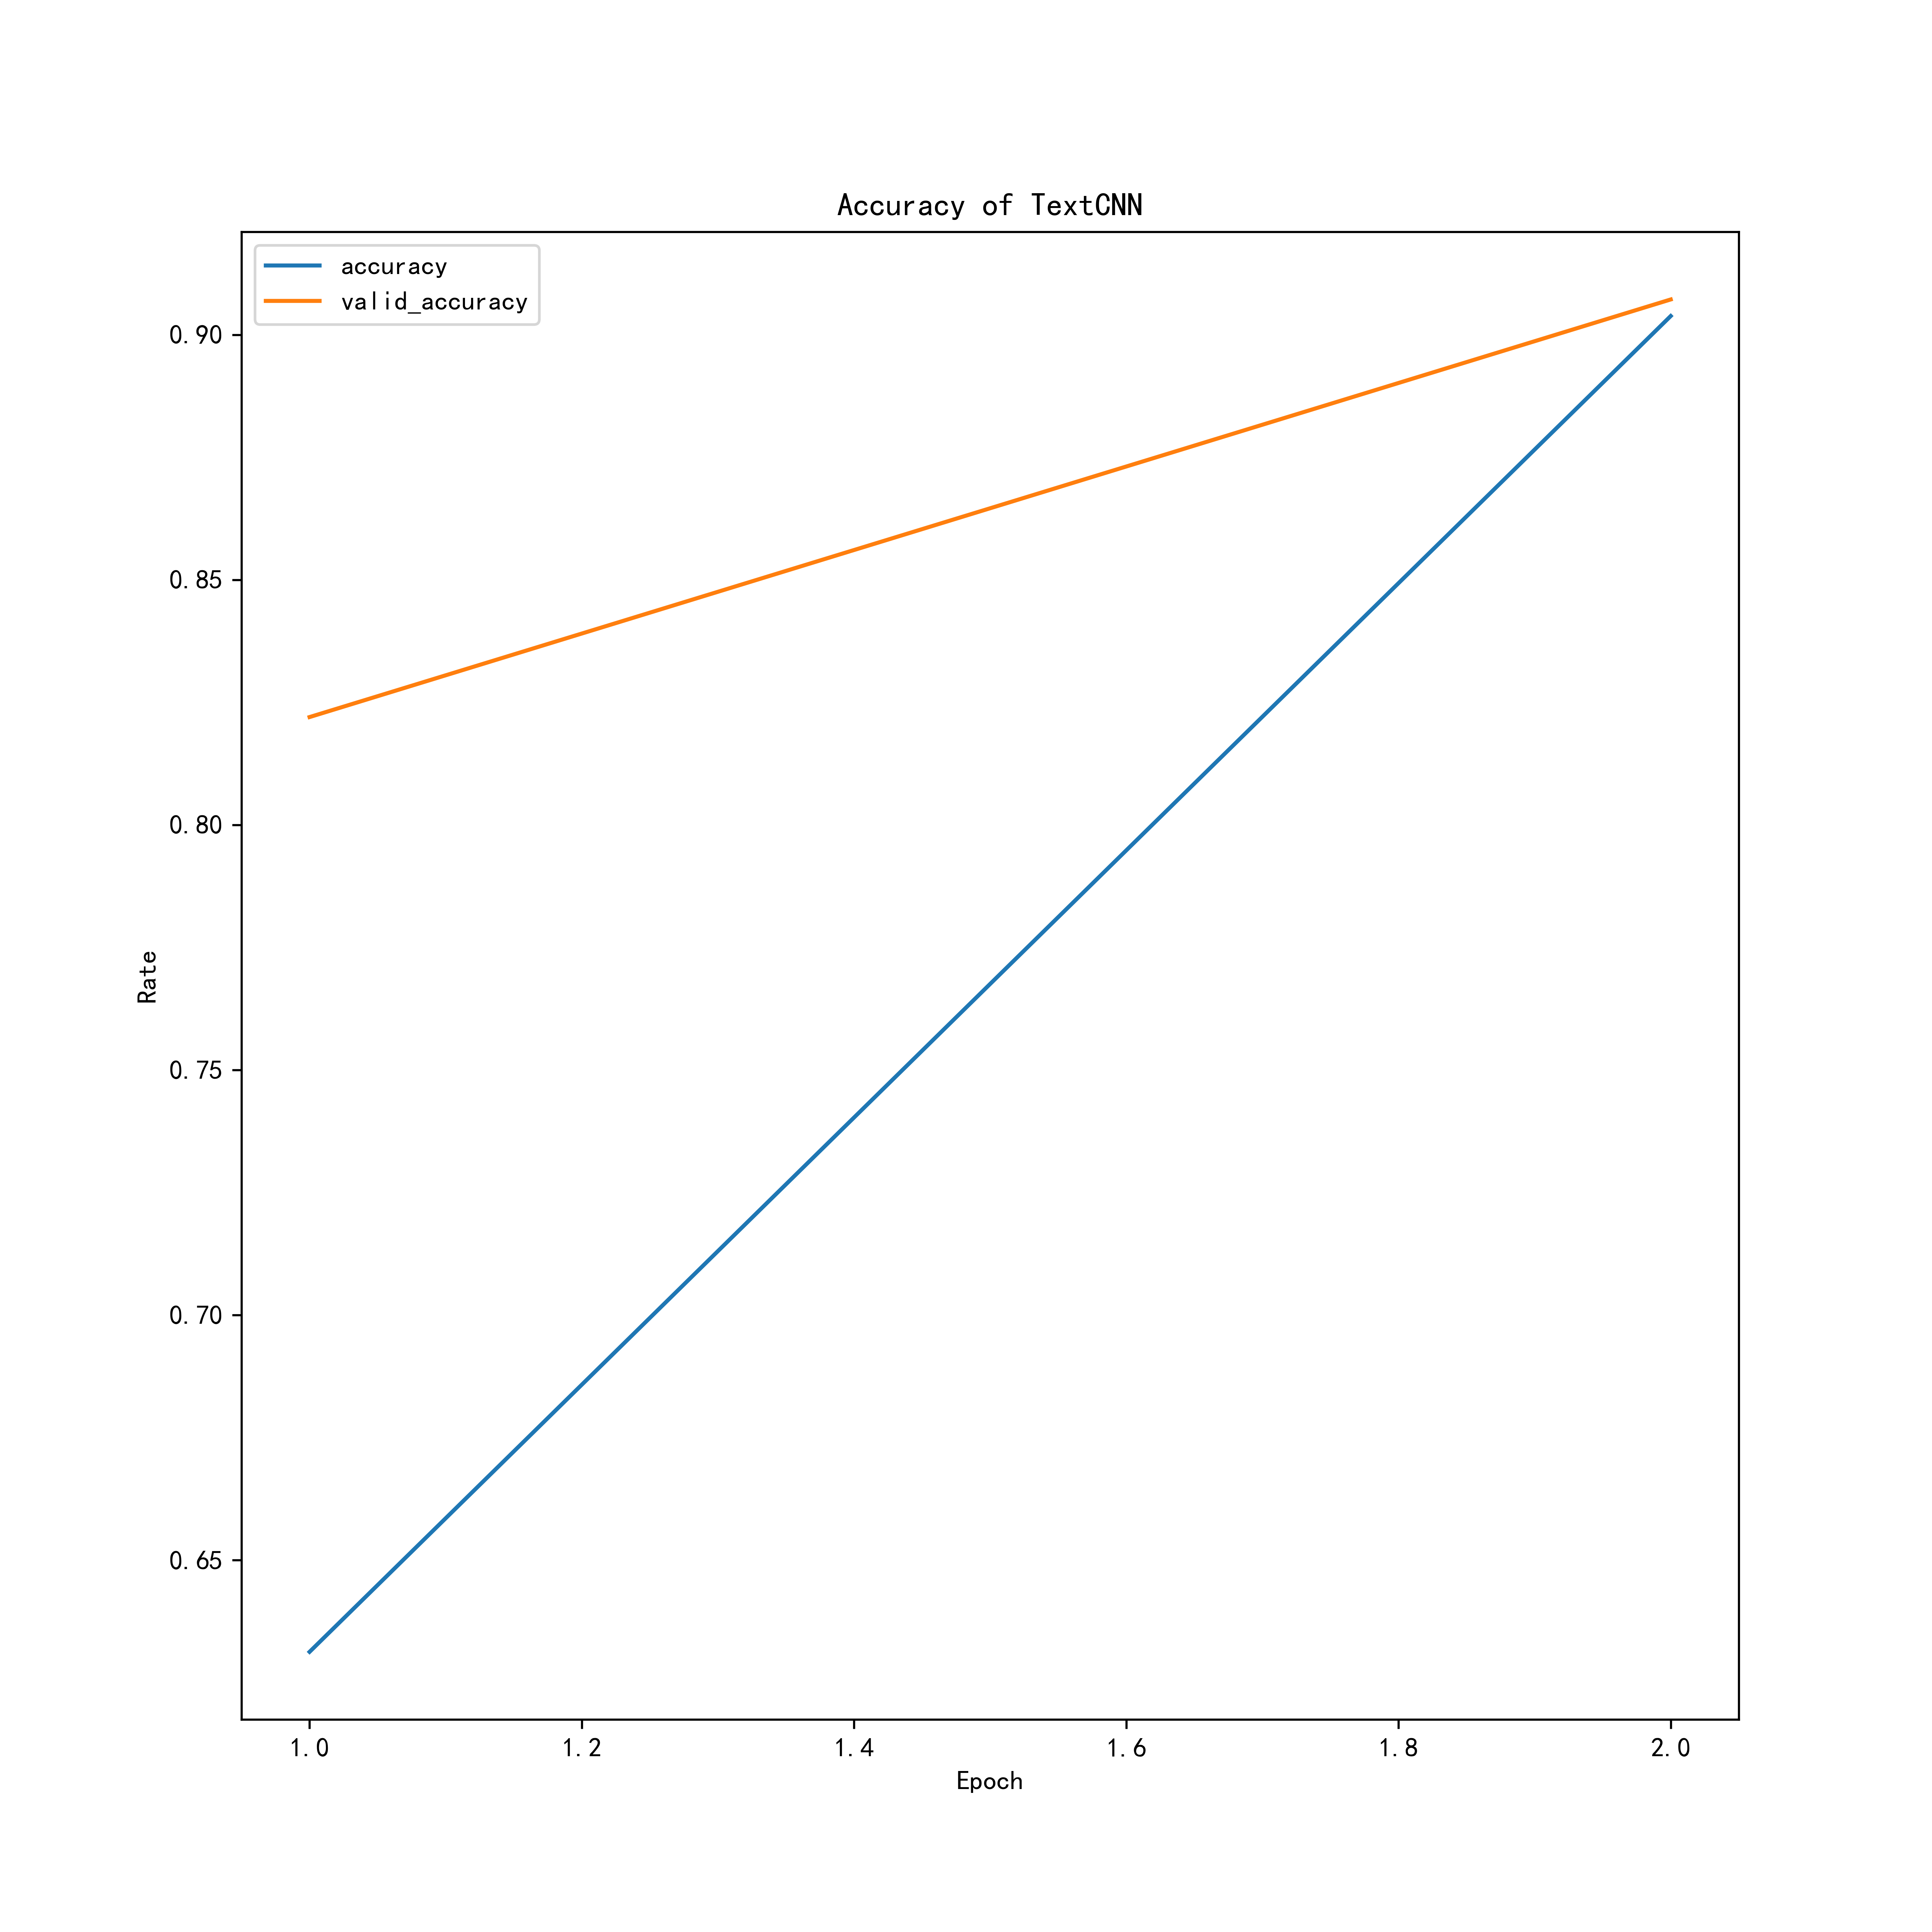 Accuracy of TextCNN
accuracy
valid_accuracy
0.90
0.85
0.80
0.75
0.70
0.65
Rate
1.0 1.2 1.4 1.6 1.8 2.0
Epoch